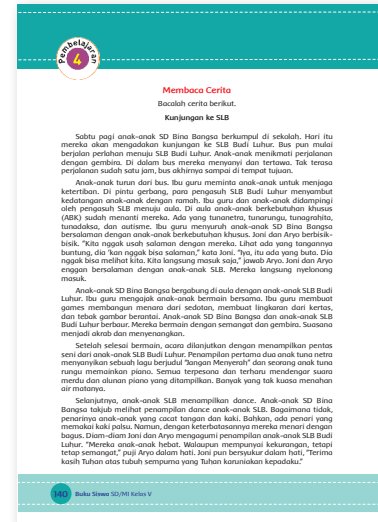 Pembelajaran
4
Membaca Cerita
Bacalah cerita berikut.
Kunjungan ke SLB
Sabtu pagi anak-anak SD Bina Bangsa berkumpul di sekolah. Hari itu
mereka akan mengadakan kunjungan ke SLB Budi Luhur. Bus pun mulai
berjalan perlahan menuju SLB Budi Luhur. Anak-anak menikmati perjalanan
dengan gembira. Di dalam bus mereka menyanyi dan tertawa. Tak terasa
perjalanan sudah satu jam, bus akhirnya sampai di tempat tujuan.
Anak-anak turun dari bus. Ibu guru meminta anak-anak untuk menjaga
ketertiban. Di pintu gerbang, para pengasuh SLB Budi Luhur menyambut
kedatangan anak-anak dengan ramah. Ibu guru dan anak-anak didampingi
oleh pengasuh SLB menuju aula. Di aula anak-anak berkebutuhan khusus
(ABK) sudah menanti mereka. Ada yang tunanetra, tunarungu, tunagrahita,
tunadaksa, dan autisme. Ibu guru menyuruh anak-anak SD Bina Bangsa
bersalaman dengan anak-anak berkebutuhan khusus. Joni dan Aryo berbisik-
bisik. "Kita nggak usah salaman dengan mereka. Lihat ada yang tangannya
buntung, dia 'kan nggak bisa salaman," kata Joni. "Iya, itu ada yang buta. Dia
nggak bisa melihat kita. Kita langsung masuk saja," jawab Aryo. Joni dan Aryo
enggan bersalaman dengan anak-anak SLB. Mereka langsung nyelonong
masuk.
Anak-anak SD Bina Bangsa bergabung di aula dengan anak-anak SLB Budi
Luhur. Ibu guru mengajak anak-anak bermain bersama. Ibu guru membuat
games membangun menara dari sedotan, membuat lingkaran dari kertas,
dan tebak gambar berantai. Anak-anak SD Bina Bangsa dan anak-anak SLB
Budi Luhur berbaur. Mereka bermain dengan semangat dan gembira. Suasana
menjadi akrab dan menyenangkan.
Setelah selesai bermain, acara dilanjutkan dengan menampilkan pentas
seni dari anak-anak SLB Budi Luhur. Penampilan pertama dua anak tuna netra
menyanyikan sebuah lagu berjudul "Jangan Menyerah" dan seorang anak tuna
rungu memainkan piano. Semua terpesona dan terharu mendengar suara
merdu dan alunan piano yang ditampilkan. Banyak yang tak kuasa menahan
air matanya.
Selanjutnya, anak-anak SLB menampilkan dance. Anak-anak SD Bina
Bangsa takjub melihat penampilan dance anak-anak SLB. Bagaimana tidak,
penarinya anak-anak yang cacat tangan dan kaki. Bahkan, ada penari yang
memakai kaki palsu. Namun, dengan keterbatasannya mereka menari dengan
bagus. Diam-diam Joni dan Aryo mengagumi penampilan anak-anak SLB Budi
Luhur. "Mereka anak-anak hebat. Walaupun mempunyai kekurangan, tetapi
tetap semangat," puji Aryo dalam hati. Joni pun bersyukur dalam hati, "Terima
kasih Tuhan atas tubuh sempurna yang Tuhan karuniakan kepadaku."
140 Buku Siswa SD/MI Kelas V